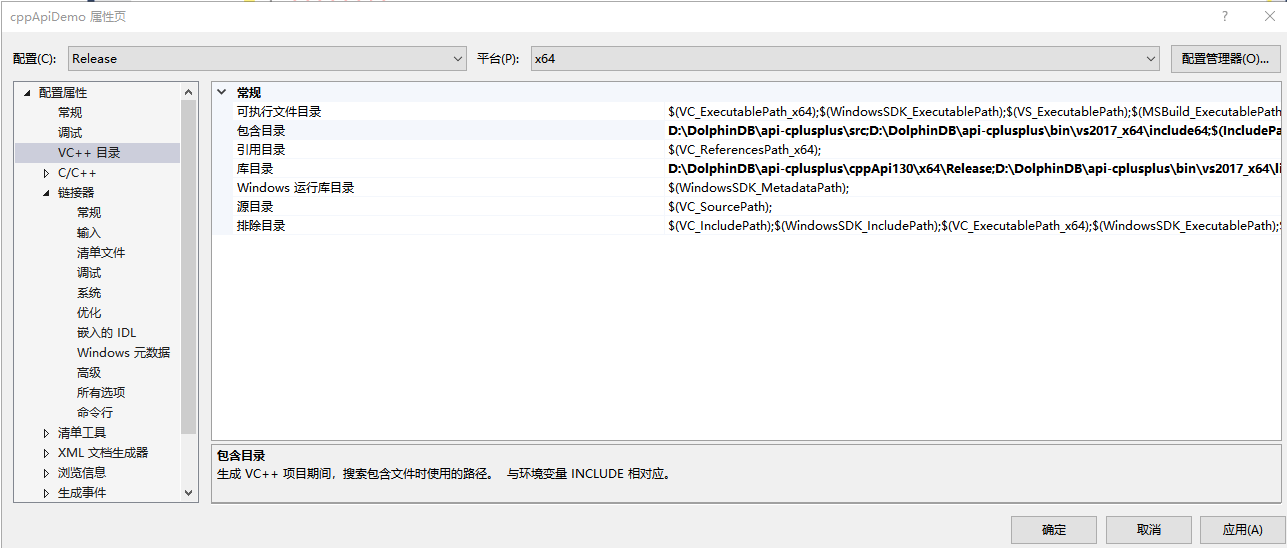 cppApiDemo 属性页
配置(C): Release 平台(P): x64 配置管理器(O)...
配置属性
常规
调试
VC++ 目录
C/C++
链接器
常规
输入
清单文件
调试
系统
优化
嵌入的 IDL
Windows 元数据
高级
所有选项
命令行
清单工具
XML 文档生成器
浏览信息
生成事件
常规
可执行文件目录 $(VC_ExecutablePath_x64);$(WindowsSDK_ExecutablePath);$(VS_ExecutablePath);$(MSBuild_ExecutablePath
包含目录 D:\DolphinDB\api-cplusplus\src;D:\DolphinDB\api-cplusplus\bin\vs2017_x64\include64;$(IncludePa
引用目录 $(VC_ReferencesPath_x64);
库目录 D:\DolphinDB\api-cplusplus\cppApi130\x64\Release;D:\DolphinDB\api-cplusplus\bin\vs2017_x64\li
Windows 运行库目录 $(WindowsSDK_MetadataPath);
源目录 $(VC_SourcePath);
排除目录 $(VC_IncludePath);$(WindowsSDK_IncludePath);$(VC_ExecutablePath_x64);$(WindowsSDK_ExecutablePath);$
包含目录
生成 VC++ 项目期间，搜索包含文件时使用的路径。 与环境变量 INCLUDE 相对应。
确定 取消 应用(A)